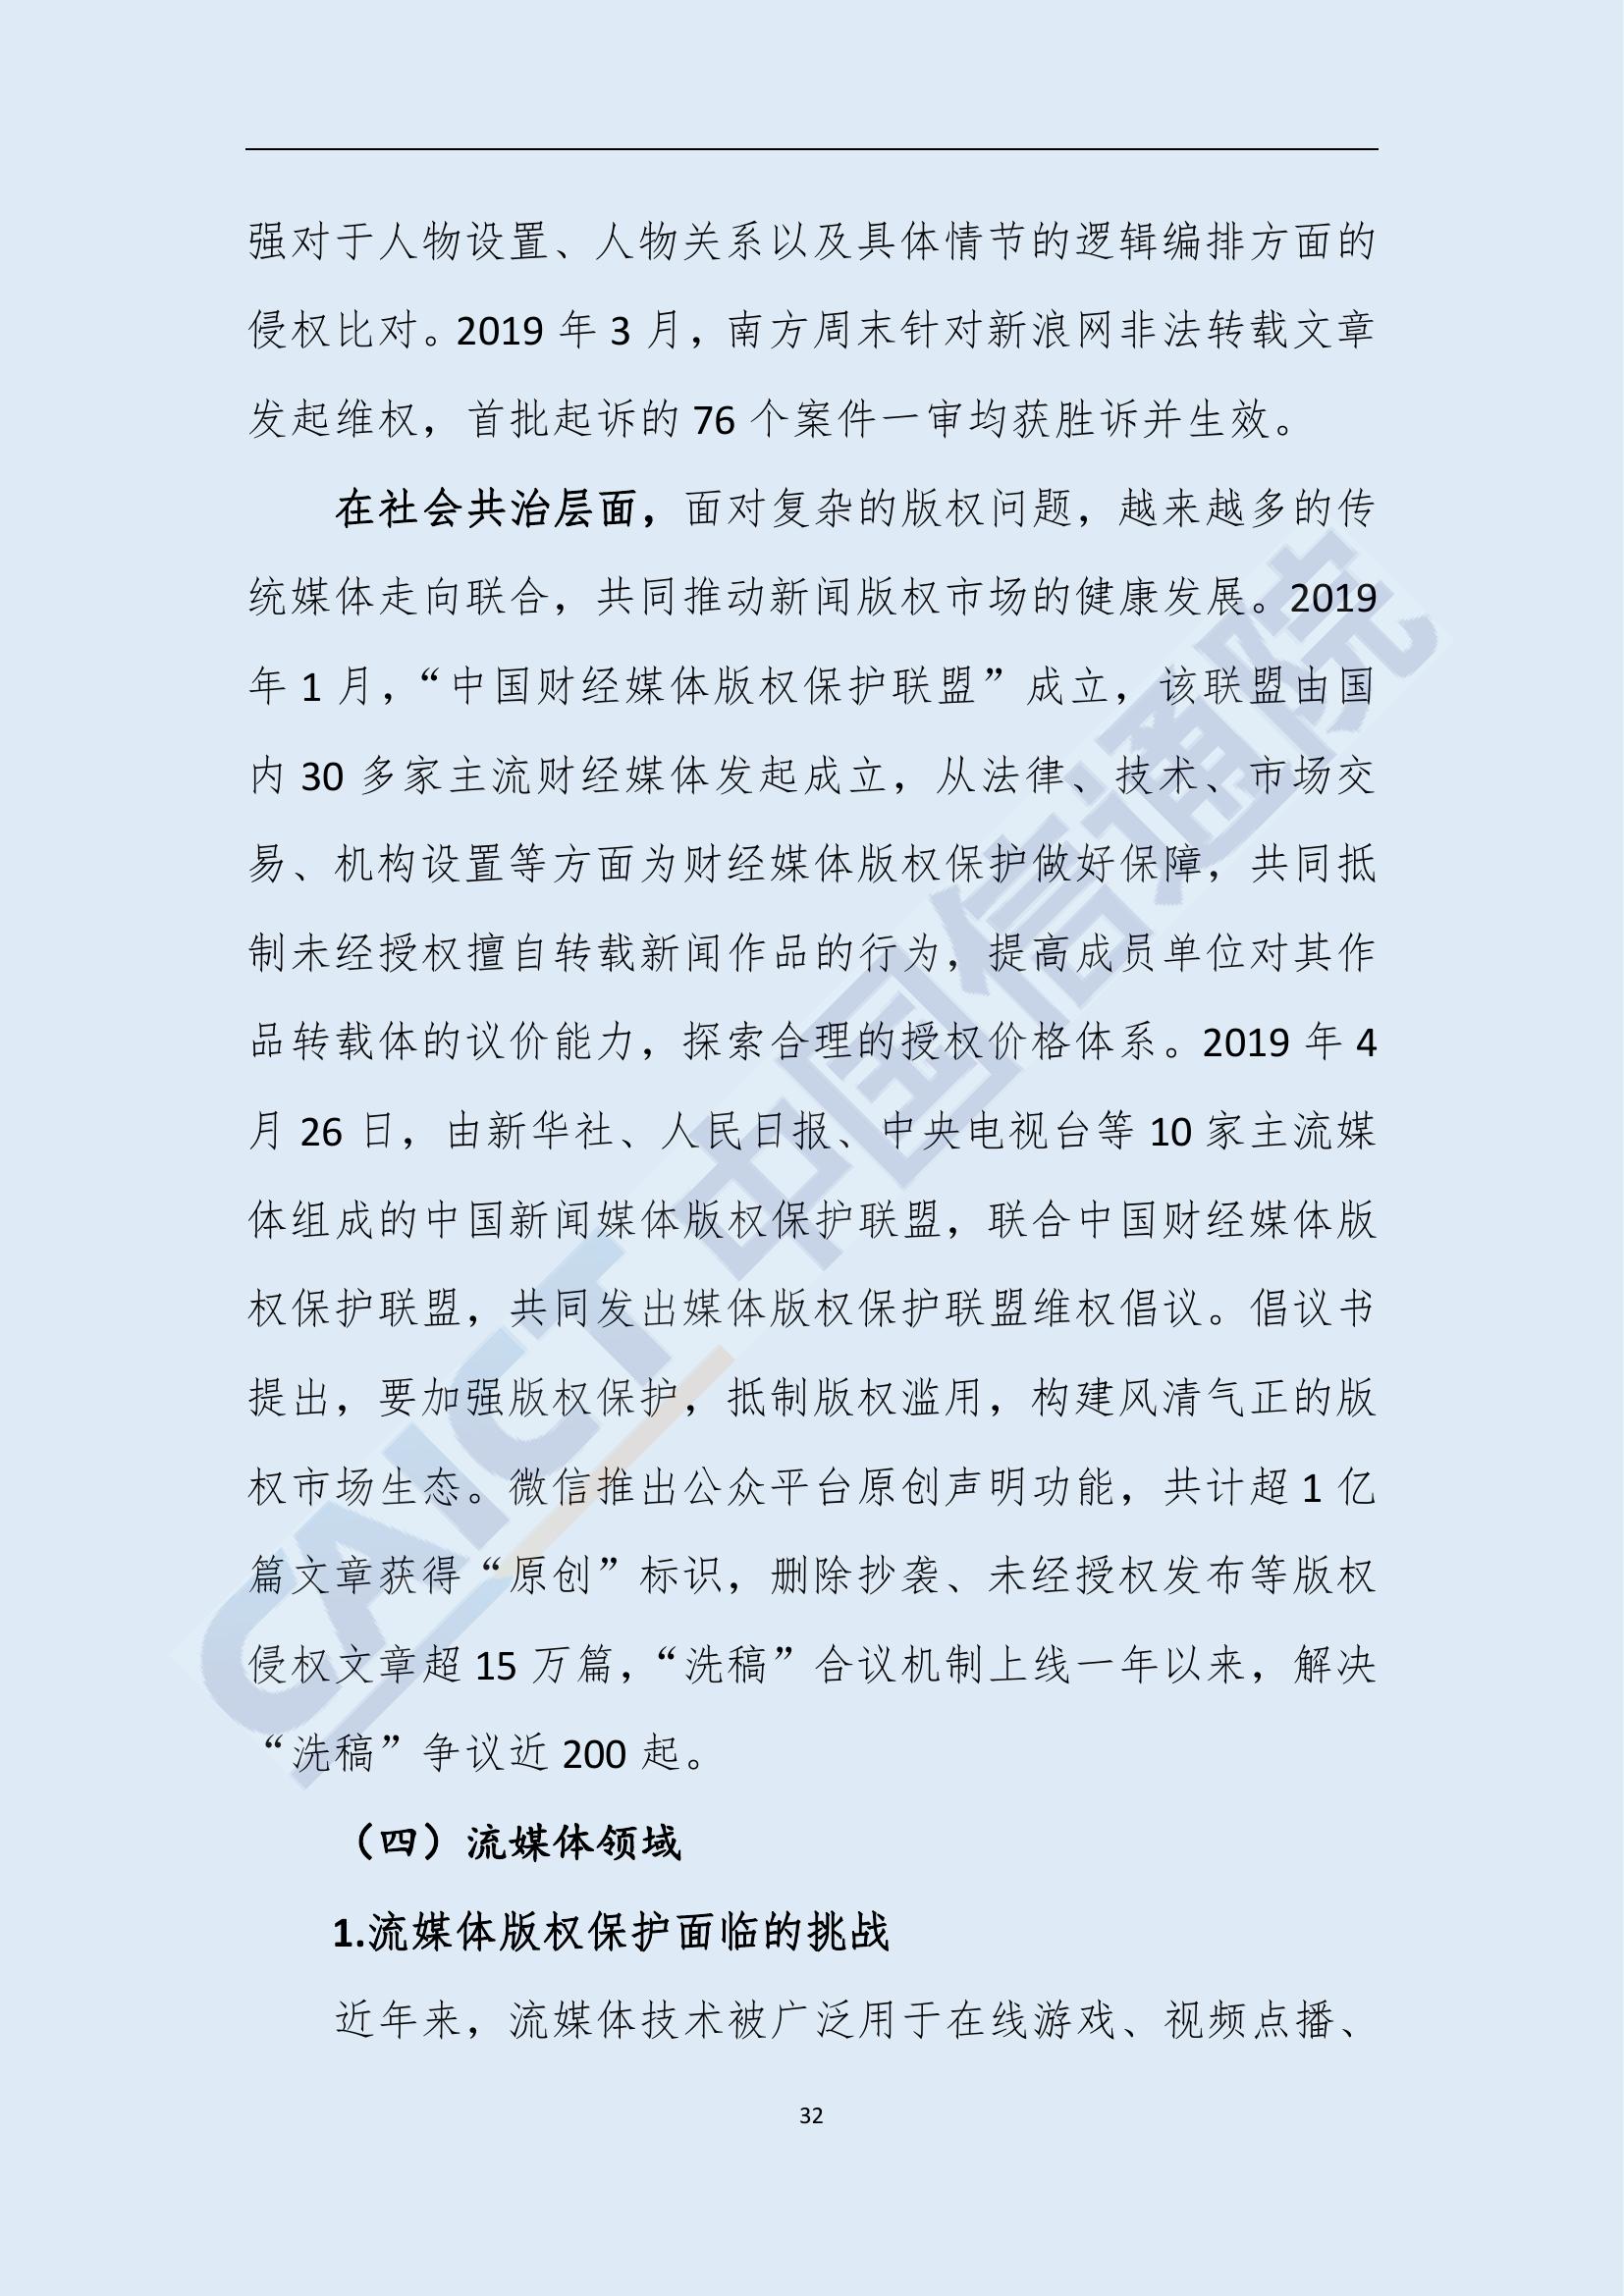 强对于人物设置、人物关系以及具体情节的逻辑编排方面的
侵权比对。2019 年 3 月，南方周末针对新浪网非法转载文章
发起维权，首批起诉的 76 个案件一审均获胜诉并生效。
在社会共治层面，面对复杂的版权问题，越来越多的传
统媒体走向联合，共同推动新闻版权市场的健康发展。2019
年 1 月，“中国财经媒体版权保护联盟”成立，该联盟由国
内 30 多家主流财经媒体发起成立，从法律、技术、市场交
易、机构设置等方面为财经媒体版权保护做好保障，共同抵
制未经授权擅自转载新闻作品的行为，提高成员单位对其作
品转载体的议价能力，探索合理的授权价格体系。2019 年 4
月 26 日，由新华社、人民日报、中央电视台等 10 家主流媒
体组成的中国新闻媒体版权保护联盟，联合中国财经媒体版
权保护联盟，共同发出媒体版权保护联盟维权倡议。倡议书
提出，要加强版权保护，抵制版权滥用，构建风清气正的版
权市场生态。微信推出公众平台原创声明功能，共计超 1 亿
篇文章获得“原创”标识，删除抄袭、未经授权发布等版权
侵权文章超 15 万篇，“洗稿”合议机制上线一年以来，解决
“洗稿”争议近 200 起。
（四）流媒体领域
1.流媒体版权保护面临的挑战
近年来，流媒体技术被广泛用于在线游戏、视频点播、
32
CAICT 中国信通院